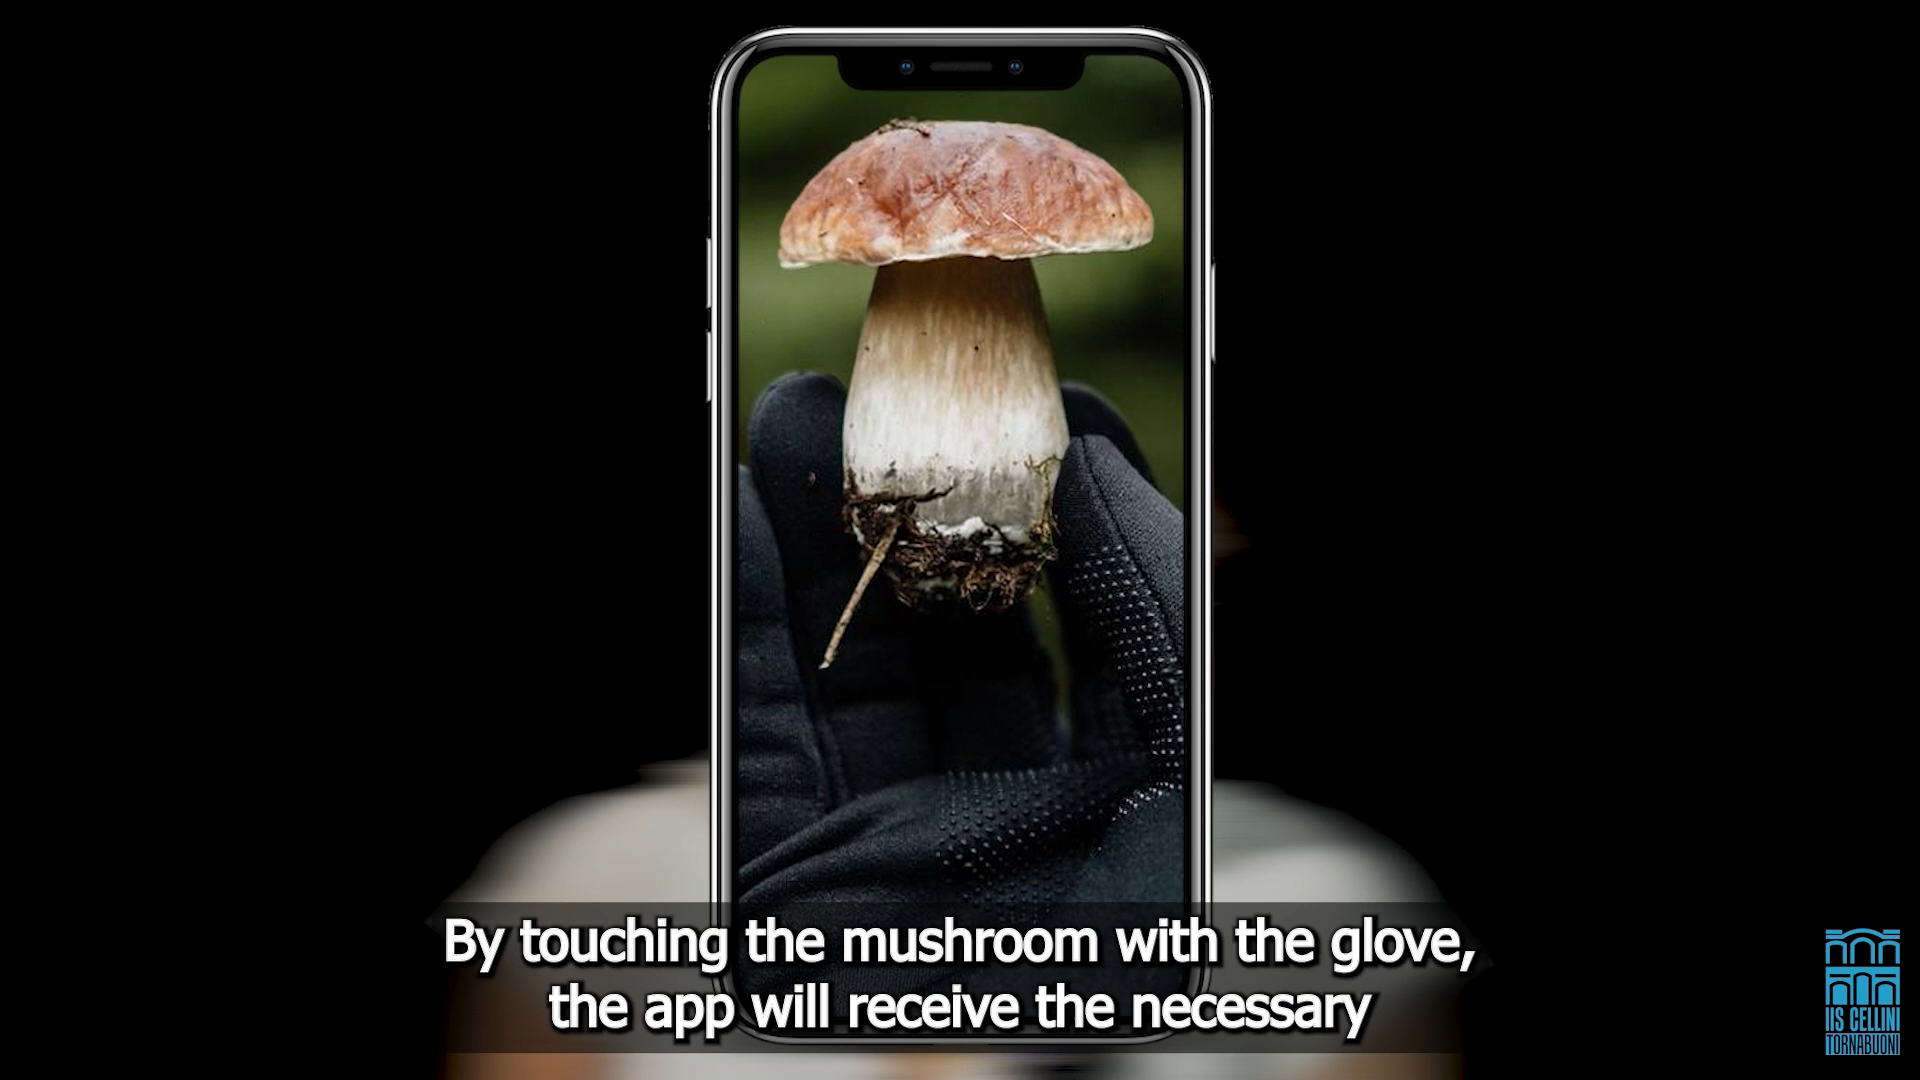 By touching the mushroom with the glove,
the app will receive the necessary
IIS CELLINI
TORNABUONI